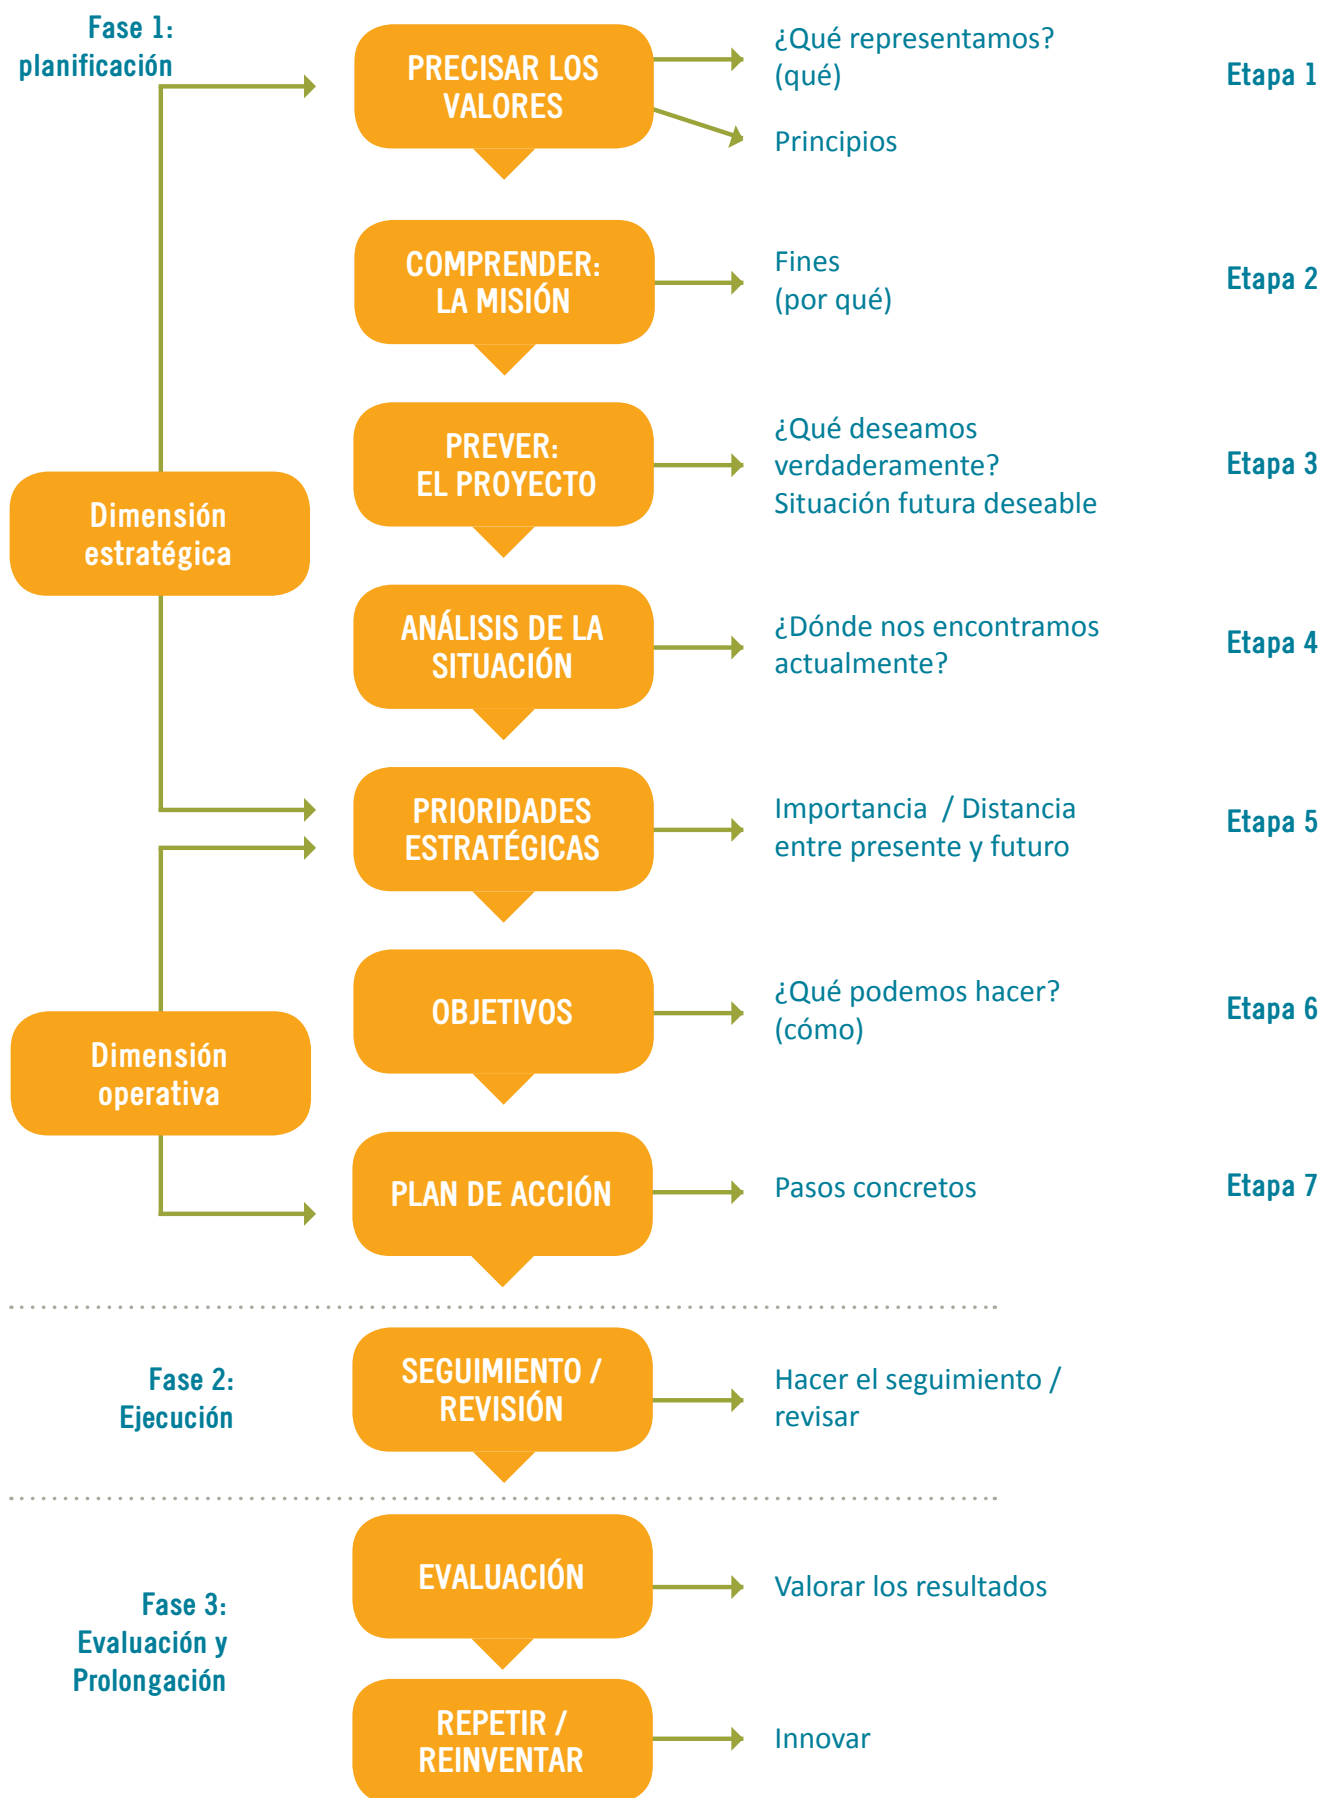 Fase 1:
planificación
PRECISAR LOS
VALORES
¿Qué representamos?
(qué)
Principios
Etapa 1
COMPRENDER:
LA MISIÓN
Fines
(por qué)
Etapa 2
PREVER:
EL PROYECTO
¿Qué deseamos
verdaderamente?
Situación futura deseable
Etapa 3
Dimensión
estratégica
ANÁLISIS DE LA
SITUACIÓN
¿Dónde nos encontramos
actualmente?
Etapa 4
PRIORIDADES
ESTRATÉGICAS
Importancia / Distancia
entre presente y futuro
Etapa 5
OBJETIVOS
¿Qué podemos hacer?
(cómo)
Etapa 6
Dimensión
operativa
PLAN DE ACCIÓN
Pasos concretos
Etapa 7
Fase 2:
Ejecución
SEGUIMIENTO /
REVISIÓN
Hacer el seguimiento /
revisar
Fase 3:
Evaluación y
Prolongación
EVALUACIÓN
Valorar los resultados
REPETIR /
REINVENTAR
Innovar